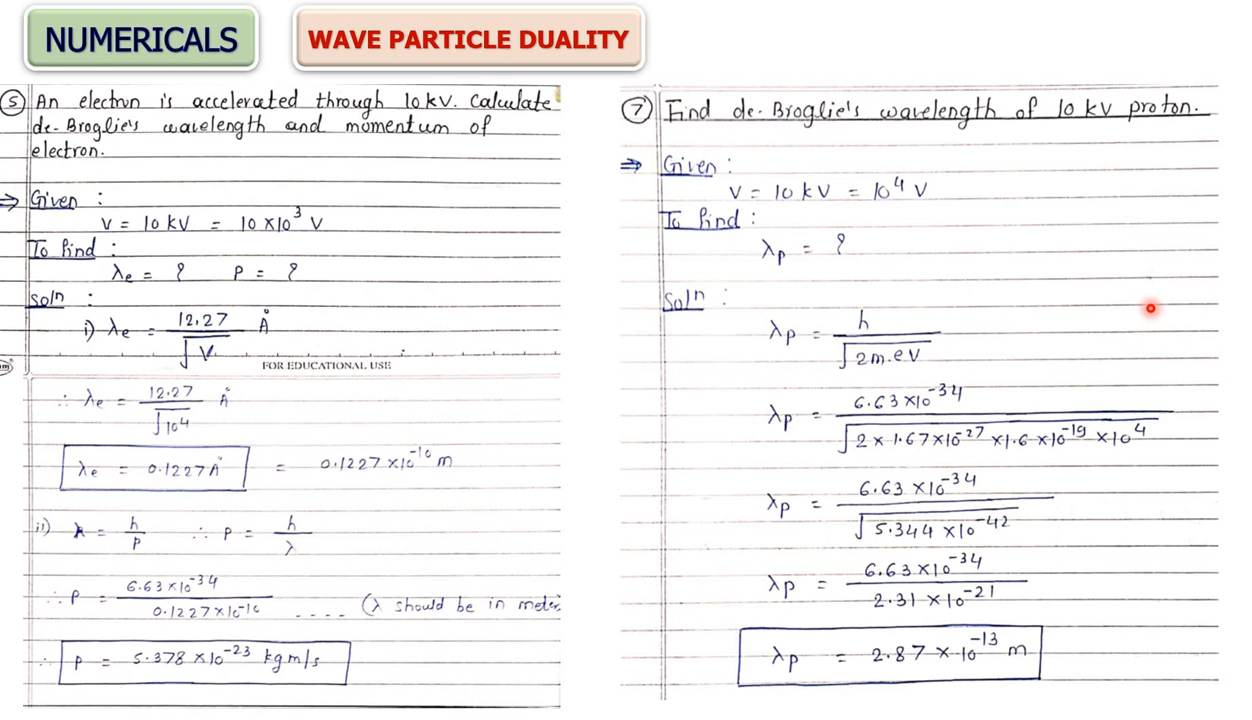 NUMERICALS
WAVE PARTICLE DUALITY
5 An electron is accelerated through 10 kV. Calculate
de-Broglie's wavelength and momentum of
electron.
⇒ Given :
V = 10 kV = 10 × 10³ V
To find :
λe = ? P = ?
Soln :
i) λe = 12.27 / √V Å
FOR EDUCATIONAL USE
∴ λe = 12.27 / √10⁴ Å
λe = 0.1227 Å = 0.1227 × 10⁻¹⁰ m
ii) λ = h / p ∴ P = h / λ
∴ P = 6.63 × 10⁻³⁴ / 0.1227 × 10⁻¹⁰ .... (λ should be in meter
∴ P = 5.378 × 10⁻²³ kg m/s
7 Find de-Broglie's wavelength of 10 kV proton.
⇒ Given :
V = 10 kV = 10⁴ V
To find :
λp = ?
Soln :
λp = h / √2m.eV
λp = 6.63 × 10⁻³⁴ / √2 × 1.67 × 10⁻²⁷ × 1.6 × 10⁻¹⁹ × 10⁴
λp = 6.63 × 10⁻³⁴ / √5.344 × 10⁻⁴²
λp = 6.63 × 10⁻³⁴ / 2.31 × 10⁻²¹
λp = 2.87 × 10⁻¹³ m